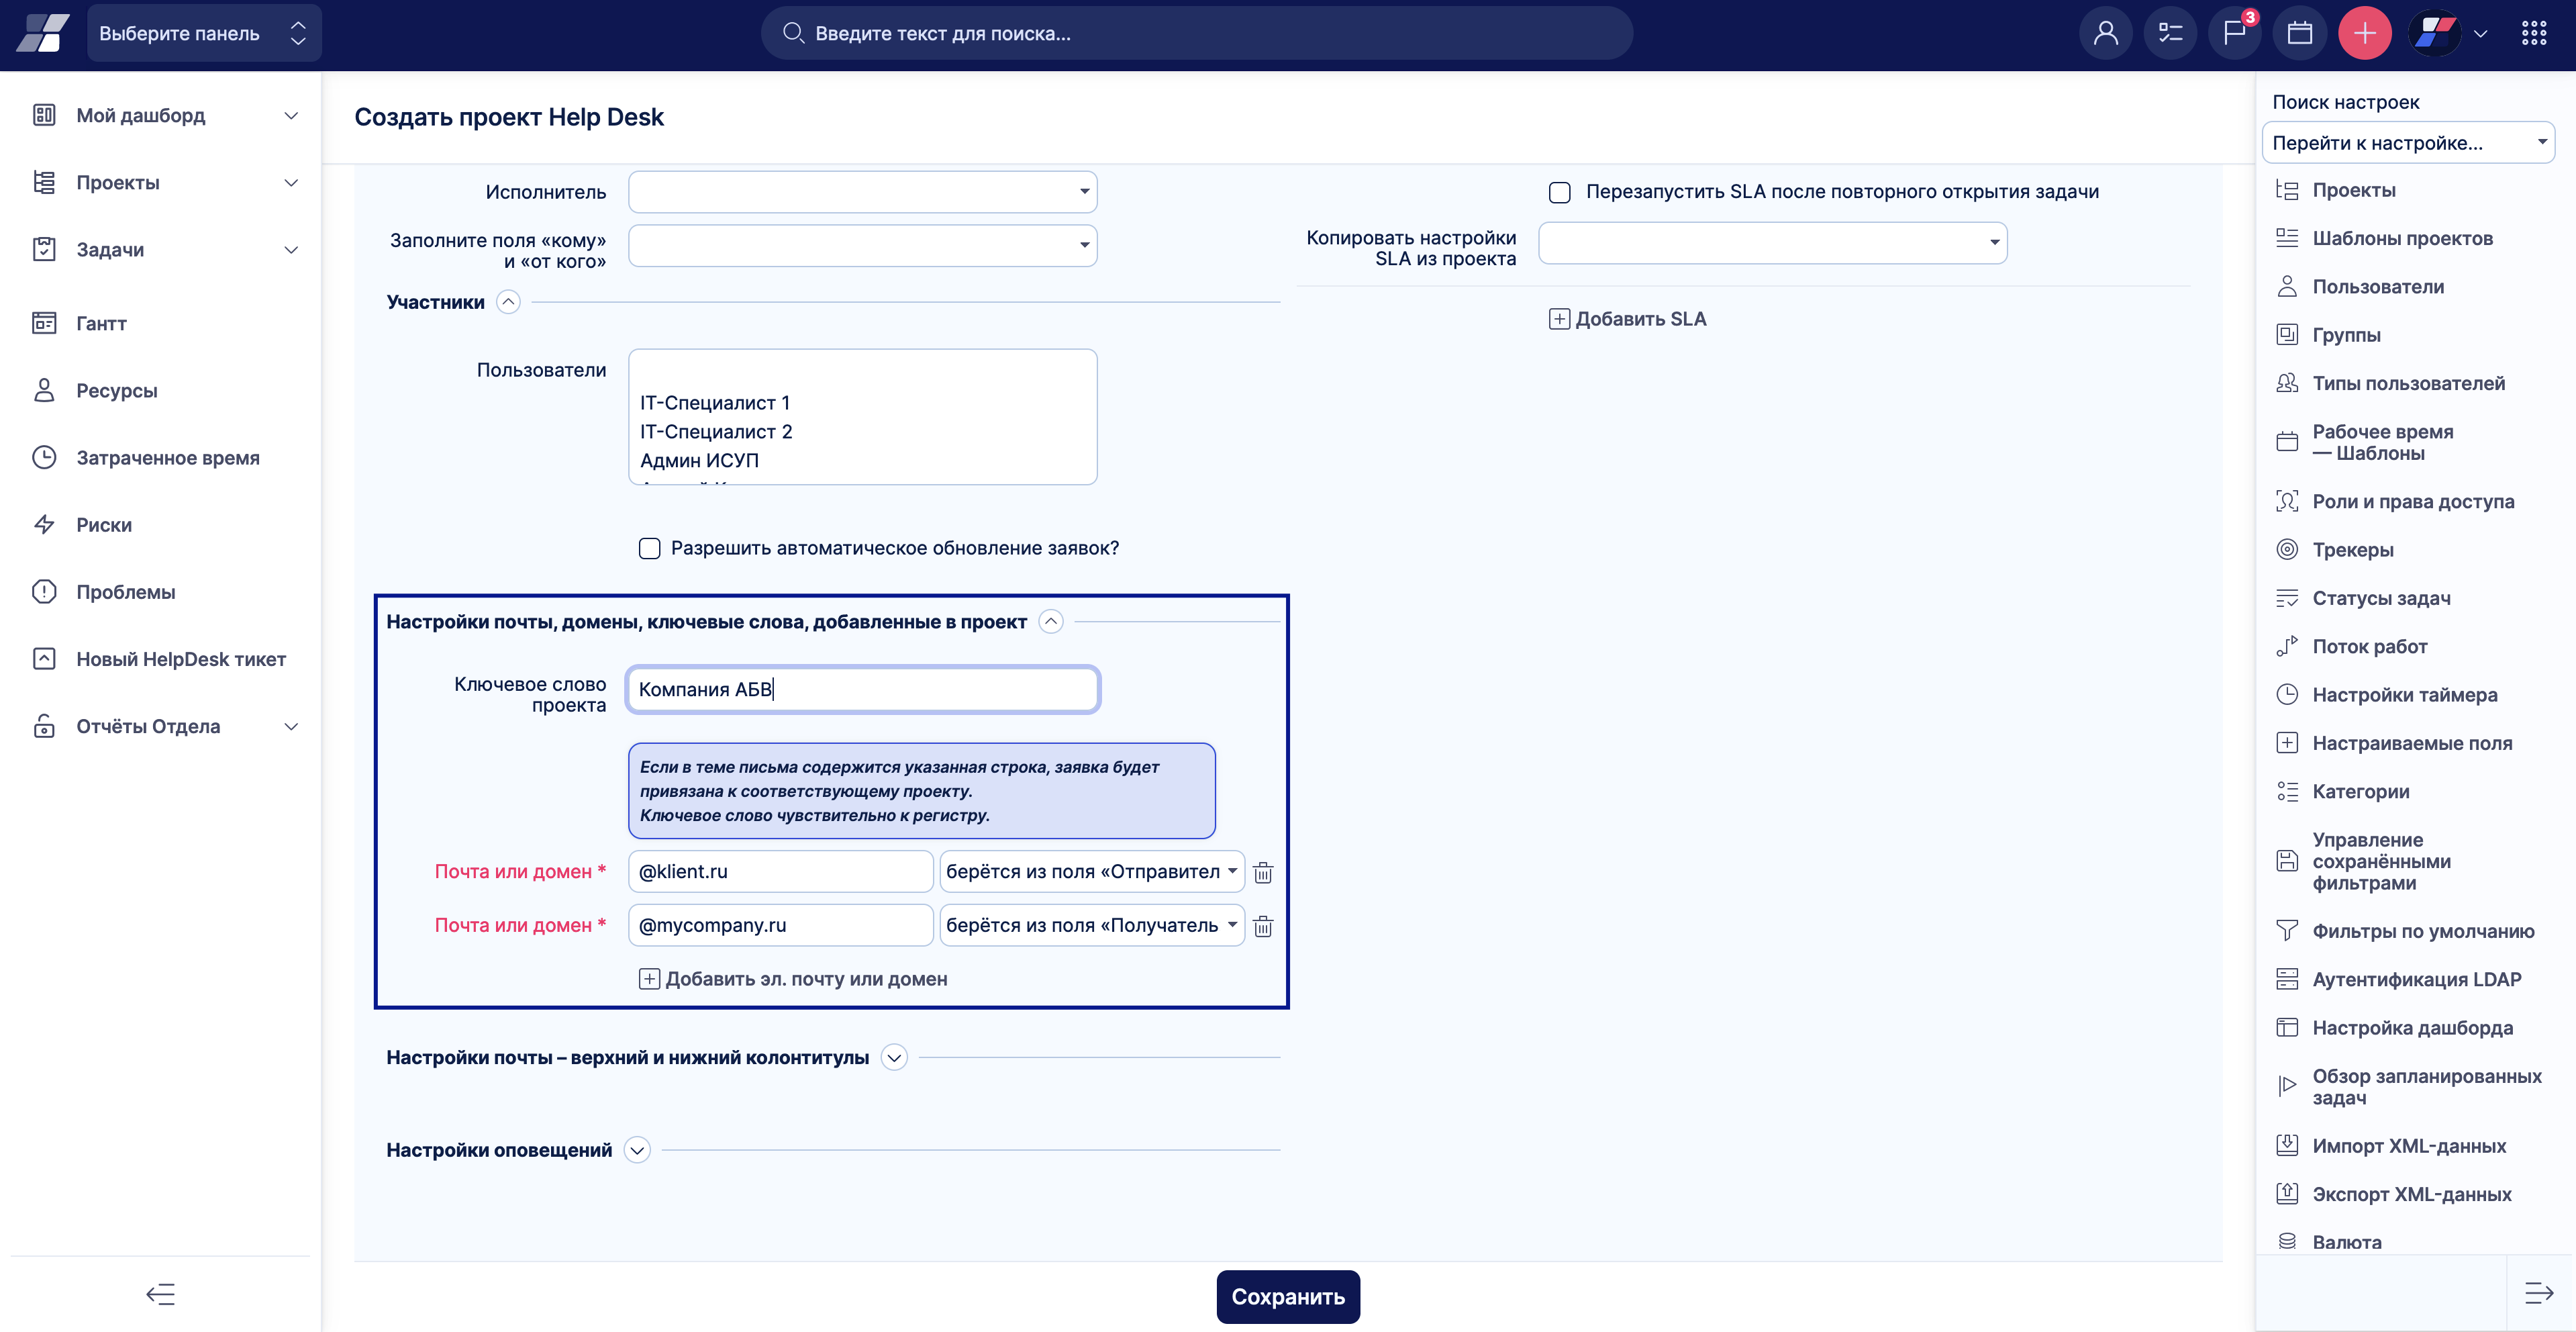 Выберите панель
Введите текст для поиска...
3
Мой дашборд
Проекты
Задачи
Гантт
Ресурсы
Затраченное время
Риски
Проблемы
Новый HelpDesk тикет
Отчёты Отдела
Создать проект Help Desk
Исполнитель
Заполните поля «кому»
и «от кого»
Участники
Пользователи
IT-Специалист 1
IT-Специалист 2
Админ ИСУП
Разрешить автоматическое обновление заявок?
Настройки почты, домены, ключевые слова, добавленные в проект
Ключевое слово
проекта
Компания АБВ
Если в теме письма содержится указанная строка, заявка будет
привязана к соответствующему проекту.
Ключевое слово чувствительно к регистру.
Почта или домен *
@klient.ru
берётся из поля «Отправител
Почта или домен *
@mycompany.ru
берётся из поля «Получатель
Добавить эл. почту или домен
Настройки почты – верхний и нижний колонтитулы
Настройки оповещений
Перезапустить SLA после повторного открытия задачи
Копировать настройки
SLA из проекта
Добавить SLA
Сохранить
Поиск настроек
Перейти к настройке...
Проекты
Шаблоны проектов
Пользователи
Группы
Типы пользователей
Рабочее время
— Шаблоны
Роли и права доступа
Трекеры
Статусы задач
Поток работ
Настройки таймера
Настраиваемые поля
Категории
Управление
сохранёнными
фильтрами
Фильтры по умолчанию
Аутентификация LDAP
Настройка дашборда
Обзор запланированных
задач
Импорт XML-данных
Экспорт XML-данных
Валюта